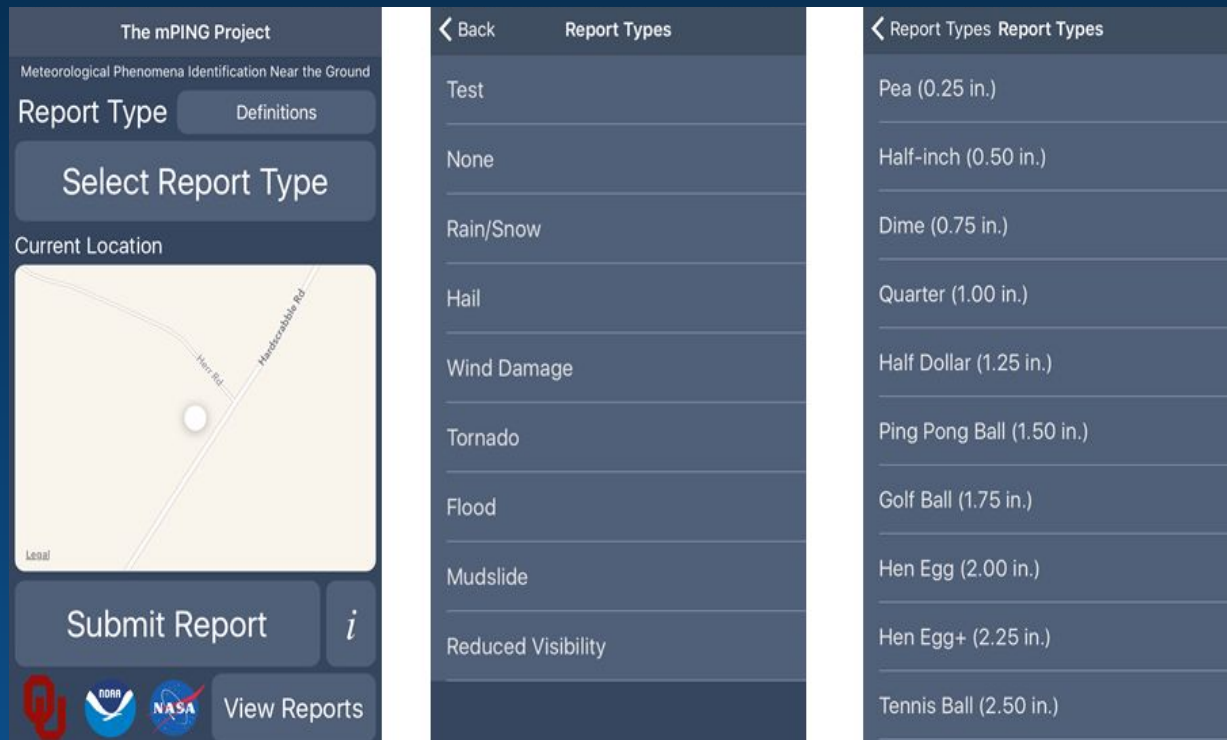 The mPING Project
Meteorological Phenomena Identification Near the Ground
Report Type
Definitions
Select Report Type
Current Location
Hardscrabble Rd
Herr Rd
Legal
Submit Report
i
OU
NOAA
NASA
View Reports
Back
Report Types
Test
None
Rain/Snow
Hail
Wind Damage
Tornado
Flood
Mudslide
Reduced Visibility
Report Types Report Types
Pea (0.25 in.)
Half-inch (0.50 in.)
Dime (0.75 in.)
Quarter (1.00 in.)
Half Dollar (1.25 in.)
Ping Pong Ball (1.50 in.)
Golf Ball (1.75 in.)
Hen Egg (2.00 in.)
Hen Egg+ (2.25 in.)
Tennis Ball (2.50 in.)